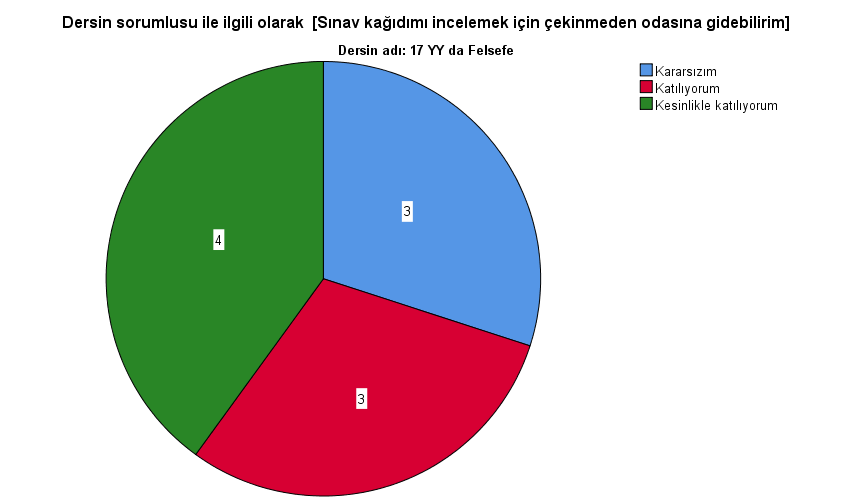 Dersin sorumlusu ile ilgili olarak  [Sınav kağıdımı incelemek için çekinmeden odasına gidebilirim]
Dersin adı: 17 YY da Felsefe
Kararsızım
Katılıyorum
Kesinlikle katılıyorum
3
4
3